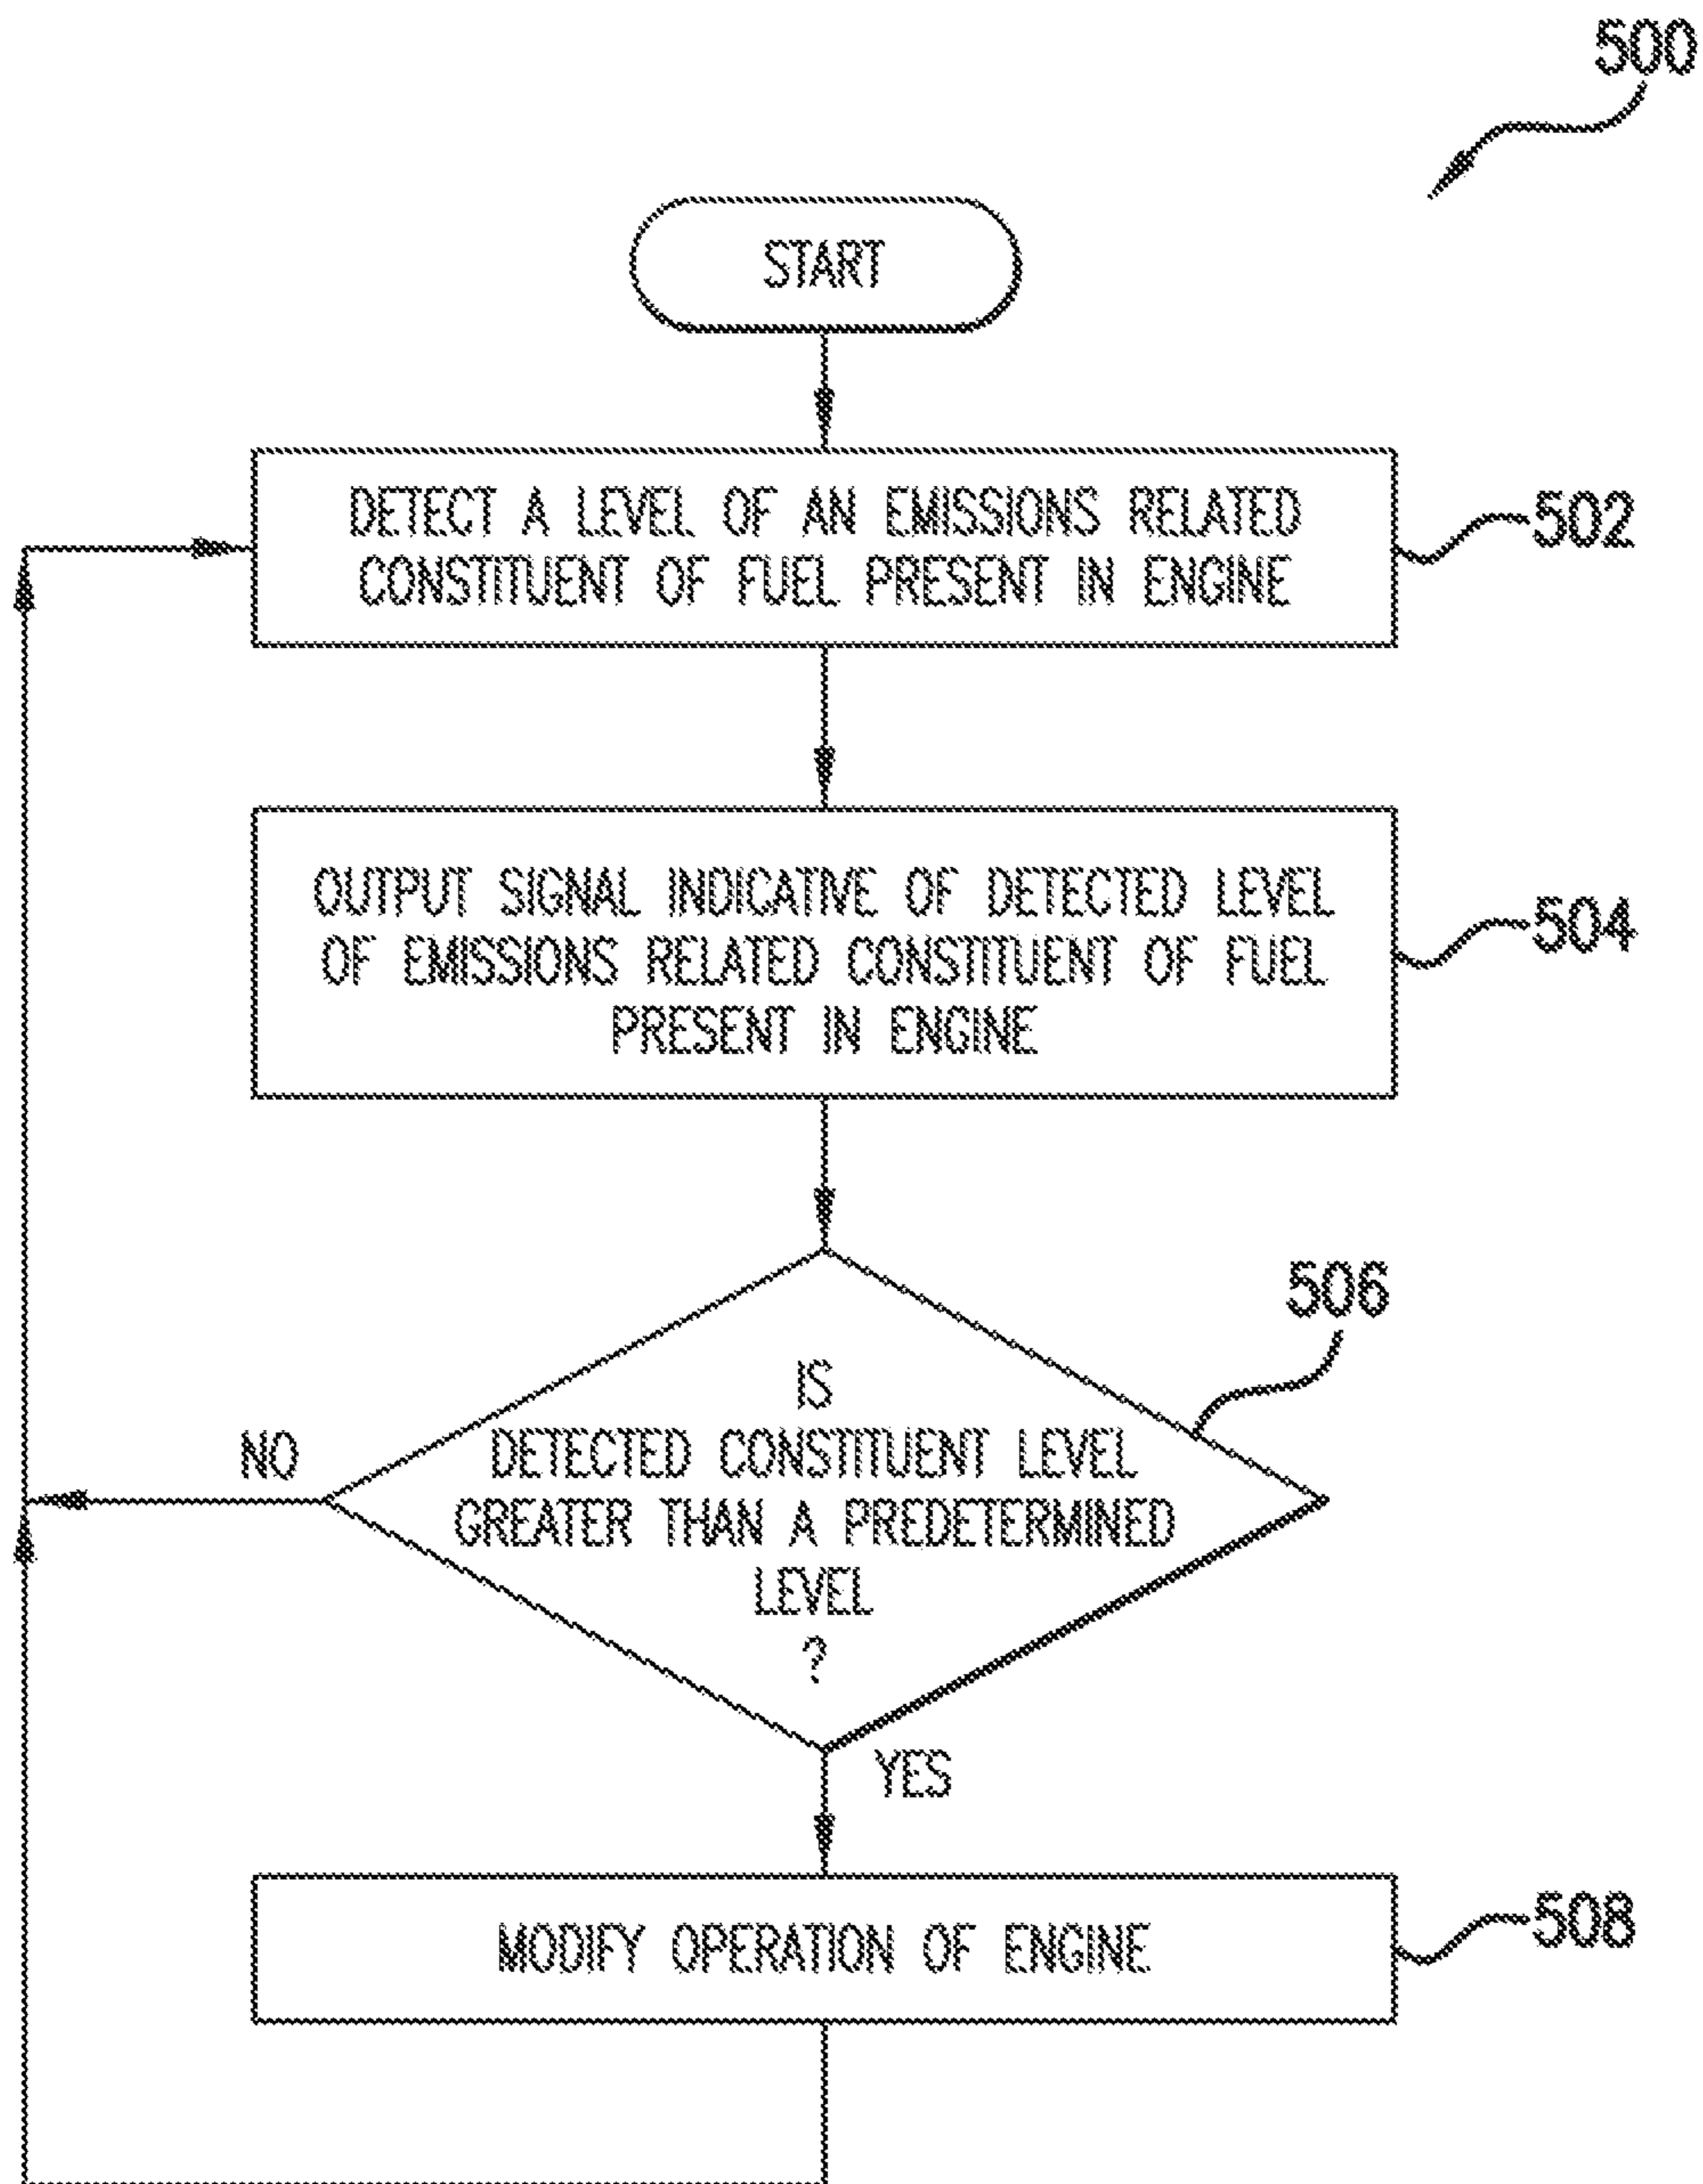 500
START
DETECT A LEVEL OF AN EMISSIONS RELATED
CONSTITUENT OF FUEL PRESENT IN ENGINE
502
OUTPUT SIGNAL INDICATIVE OF DETECTED LEVEL
OF EMISSIONS RELATED CONSTITUENT OF FUEL
PRESENT IN ENGINE
504
506
IS
DETECTED CONSTITUENT LEVEL
GREATER THAN A PREDETERMINED
LEVEL
?
NO
YES
MODIFY OPERATION OF ENGINE
508